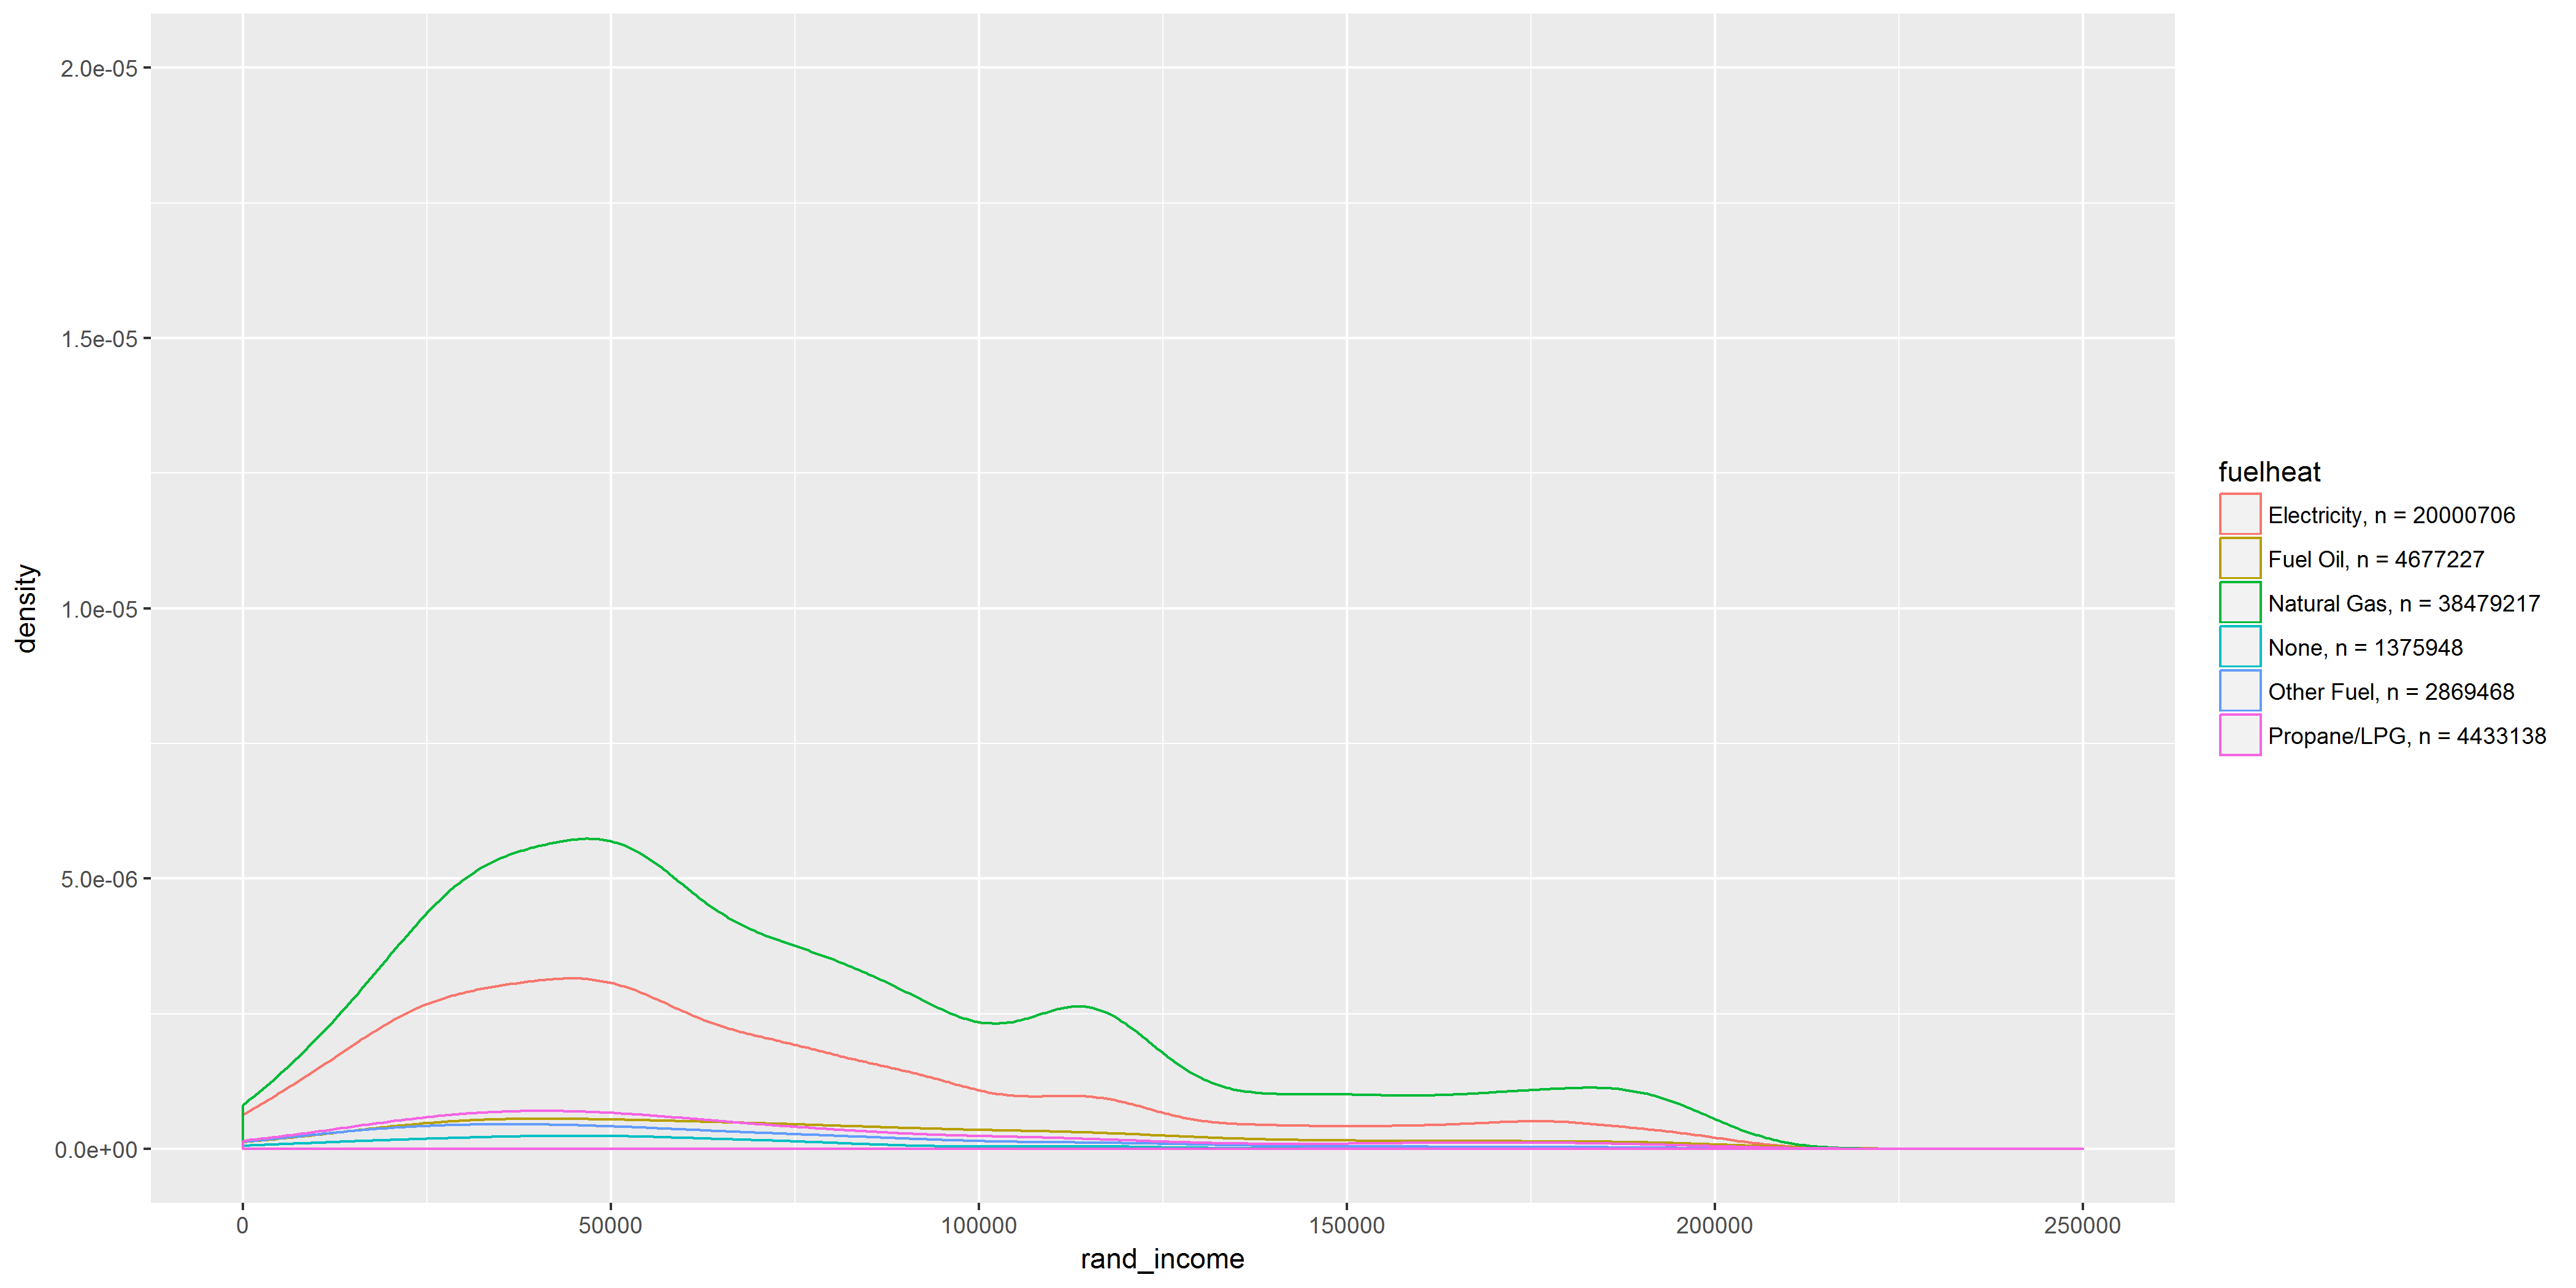 2.0e-05
1.5e-05
1.0e-05
5.0e-06
0.0e+00
density
0 50000 100000 150000 200000 250000
rand_income
fuelheat
Electricity, n = 20000706
Fuel Oil, n = 4677227
Natural Gas, n = 38479217
None, n = 1375948
Other Fuel, n = 2869468
Propane/LPG, n = 4433138